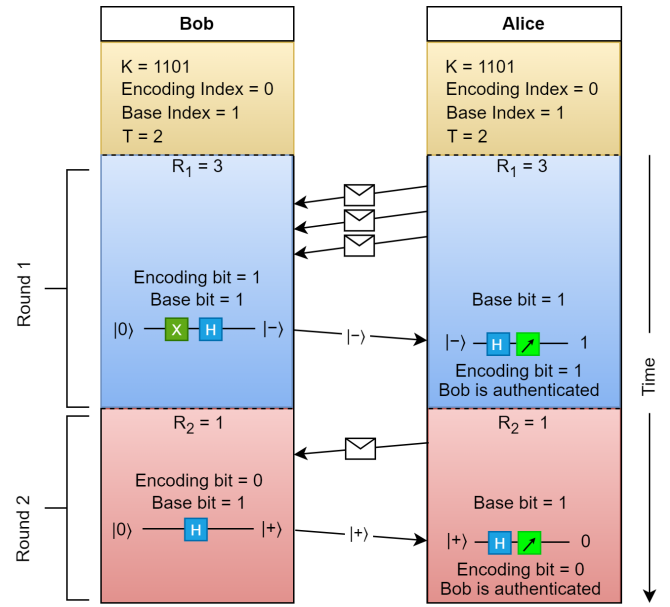 Bob
Alice
K = 1101
Encoding Index = 0
Base Index = 1
T = 2
K = 1101
Encoding Index = 0
Base Index = 1
T = 2
Round 1
R₁ = 3
R₁ = 3
Encoding bit = 1
Base bit = 1
|0⟩ X H |−⟩
|−⟩
Base bit = 1
|−⟩ H 1
Encoding bit = 1
Bob is authenticated
Time
Round 2
R₂ = 1
R₂ = 1
Encoding bit = 0
Base bit = 1
|0⟩ H |+⟩
|+⟩
Base bit = 1
|+⟩ H 0
Encoding bit = 0
Bob is authenticated